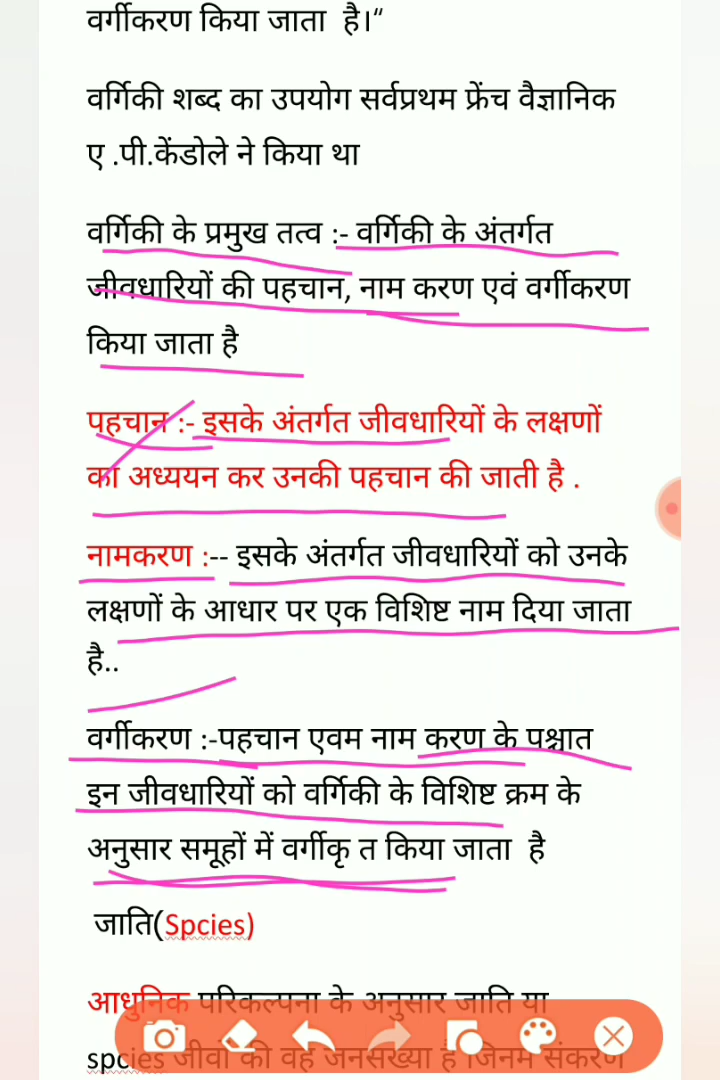 वर्गीकरण किया जाता है।“
वर्गिकी शब्द का उपयोग सर्वप्रथम फ्रेंच वैज्ञानिक
ए .पी.केंडोले ने किया था
वर्गिकी के प्रमुख तत्व :- वर्गिकी के अंतर्गत
जीवधारियों की पहचान, नाम करण एवं वर्गीकरण
किया जाता है
पहचान :- इसके अंतर्गत जीवधारियों के लक्षणों
का अध्ययन कर उनकी पहचान की जाती है .
नामकरण :-- इसके अंतर्गत जीवधारियों को उनके
लक्षणों के आधार पर एक विशिष्ट नाम दिया जाता
है..
वर्गीकरण :-पहचान एवम नाम करण के पश्चात
इन जीवधारियों को वर्गिकी के विशिष्ट क्रम के
अनुसार समूहों में वर्गीकृ त किया जाता है
जाति(Spcies)
आधुनिक परिकल्पना के अनुसार जाति या
spcies जीवों की वह जनसंख्या है जिनमें संकरण